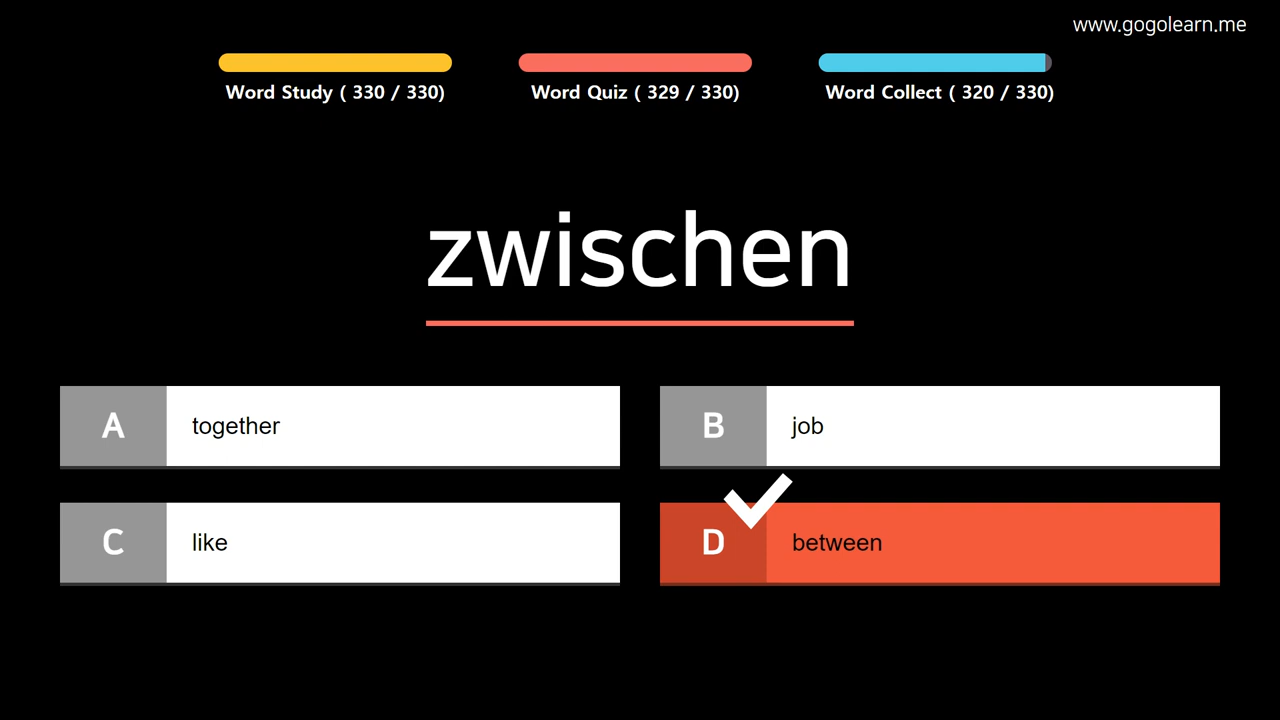 www.gogolearn.me
Word Study ( 330 / 330)
Word Quiz ( 329 / 330)
Word Collect ( 320 / 330)
zwischen
A together
B job
C like
D between